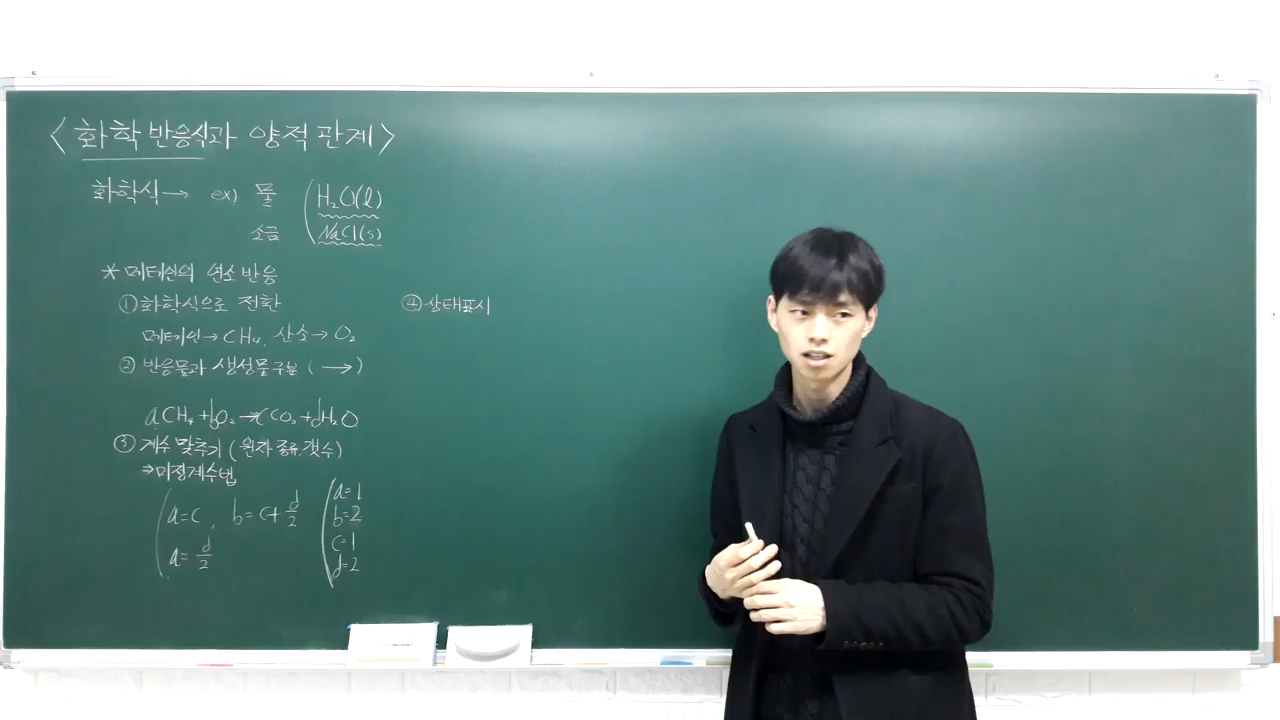 <화학 반응식과 양적 관계>
화학식→ ex) 물 H₂O(l)
소금 NaCl(s)
* 메테인의 연소 반응
① 화학식으로 전환
메테인→CH₄, 산소→O₂
② 반응물과 생성물 구분 (→)
aCH₄+bO₂→cCO₂+dH₂O
③ 계수 맞추기 (원자 종류, 갯수)
⇒미정계수법
a=c, b=c+d/2
a=d/2
a=1
b=2
c=1
d=2
④ 상태표시